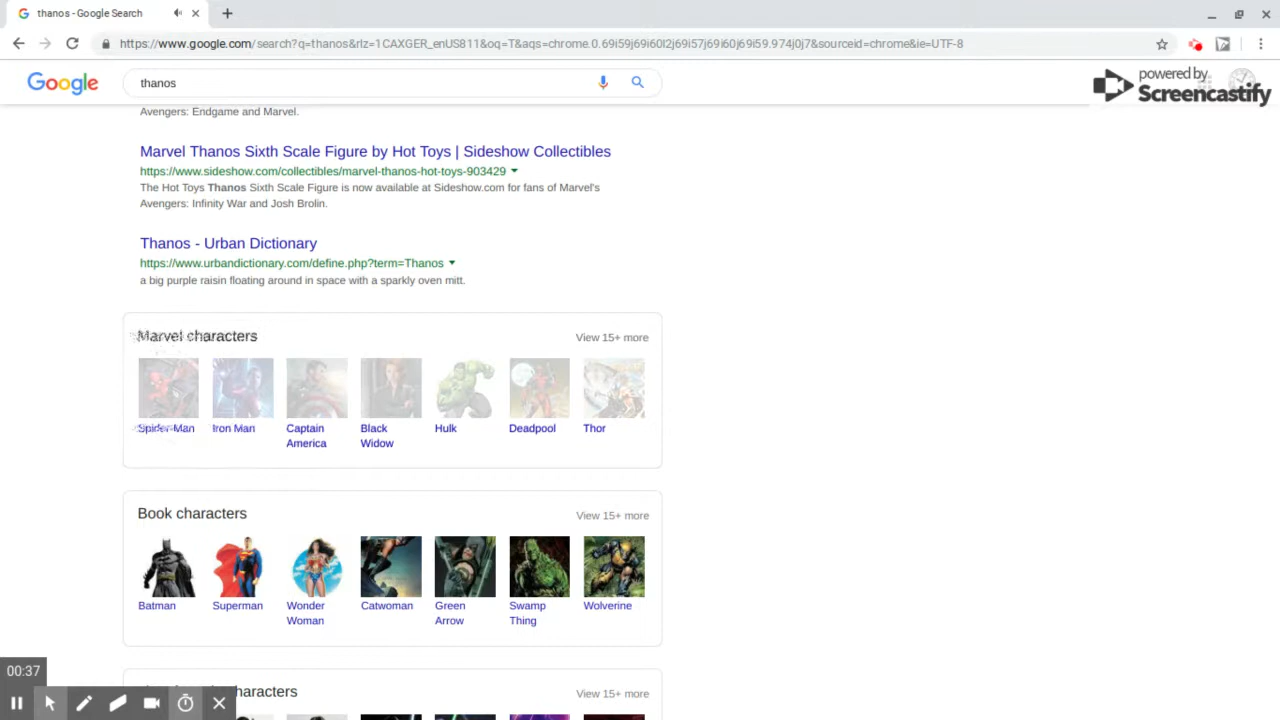 thanos - Google Search
https://www.google.com/search?q=thanos&rlz=1CAXGER_enUS811&oq=T&aqs=chrome.0.69i59j69i60l2j69i57j69i60j69i59.974j0j7&sourceid=chrome&ie=UTF-8
Google
thanos
powered by
Screencastify
Avengers: Endgame and Marvel.
Marvel Thanos Sixth Scale Figure by Hot Toys | Sideshow Collectibles
https://www.sideshow.com/collectibles/marvel-thanos-hot-toys-903429
The Hot Toys Thanos Sixth Scale Figure is now available at Sideshow.com for fans of Marvel's
Avengers: Infinity War and Josh Brolin.
Thanos - Urban Dictionary
https://www.urbandictionary.com/define.php?term=Thanos
a big purple raisin floating around in space with a sparkly oven mitt.
Marvel characters
View 15+ more
Spider-Man
Iron Man
Captain
America
Black
Widow
Hulk
Deadpool
Thor
Book characters
View 15+ more
Batman
Superman
Wonder
Woman
Catwoman
Green
Arrow
Swamp
Thing
Wolverine
characters
View 15+ more
00:37